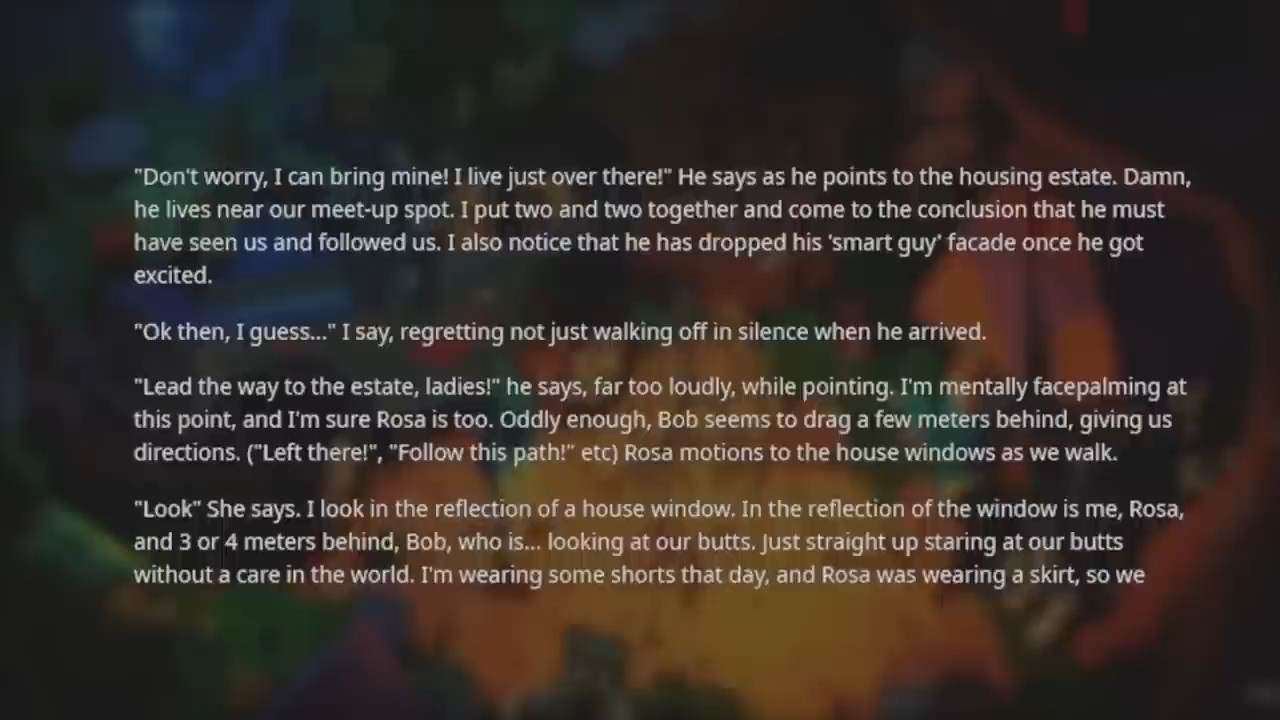 "Don't worry, I can bring mine! I live just over there!" He says as he points to the housing estate. Damn,
he lives near our meet-up spot. I put two and two together and come to the conclusion that he must
have seen us and followed us. I also notice that he has dropped his 'smart guy' facade once he got
excited.
"Ok then, I guess..." I say, regretting not just walking off in silence when he arrived.
"Lead the way to the estate, ladies!" he says, far too loudly, while pointing. I'm mentally facepalming at
this point, and I'm sure Rosa is too. Oddly enough, Bob seems to drag a few meters behind, giving us
directions. ("Left there!", "Follow this path!" etc) Rosa motions to the house windows as we walk.
"Look" She says. I look in the reflection of a house window. In the reflection of the window is me, Rosa,
and 3 or 4 meters behind, Bob, who is... looking at our butts. Just straight up staring at our butts
without a care in the world. I'm wearing some shorts that day, and Rosa was wearing a skirt, so we